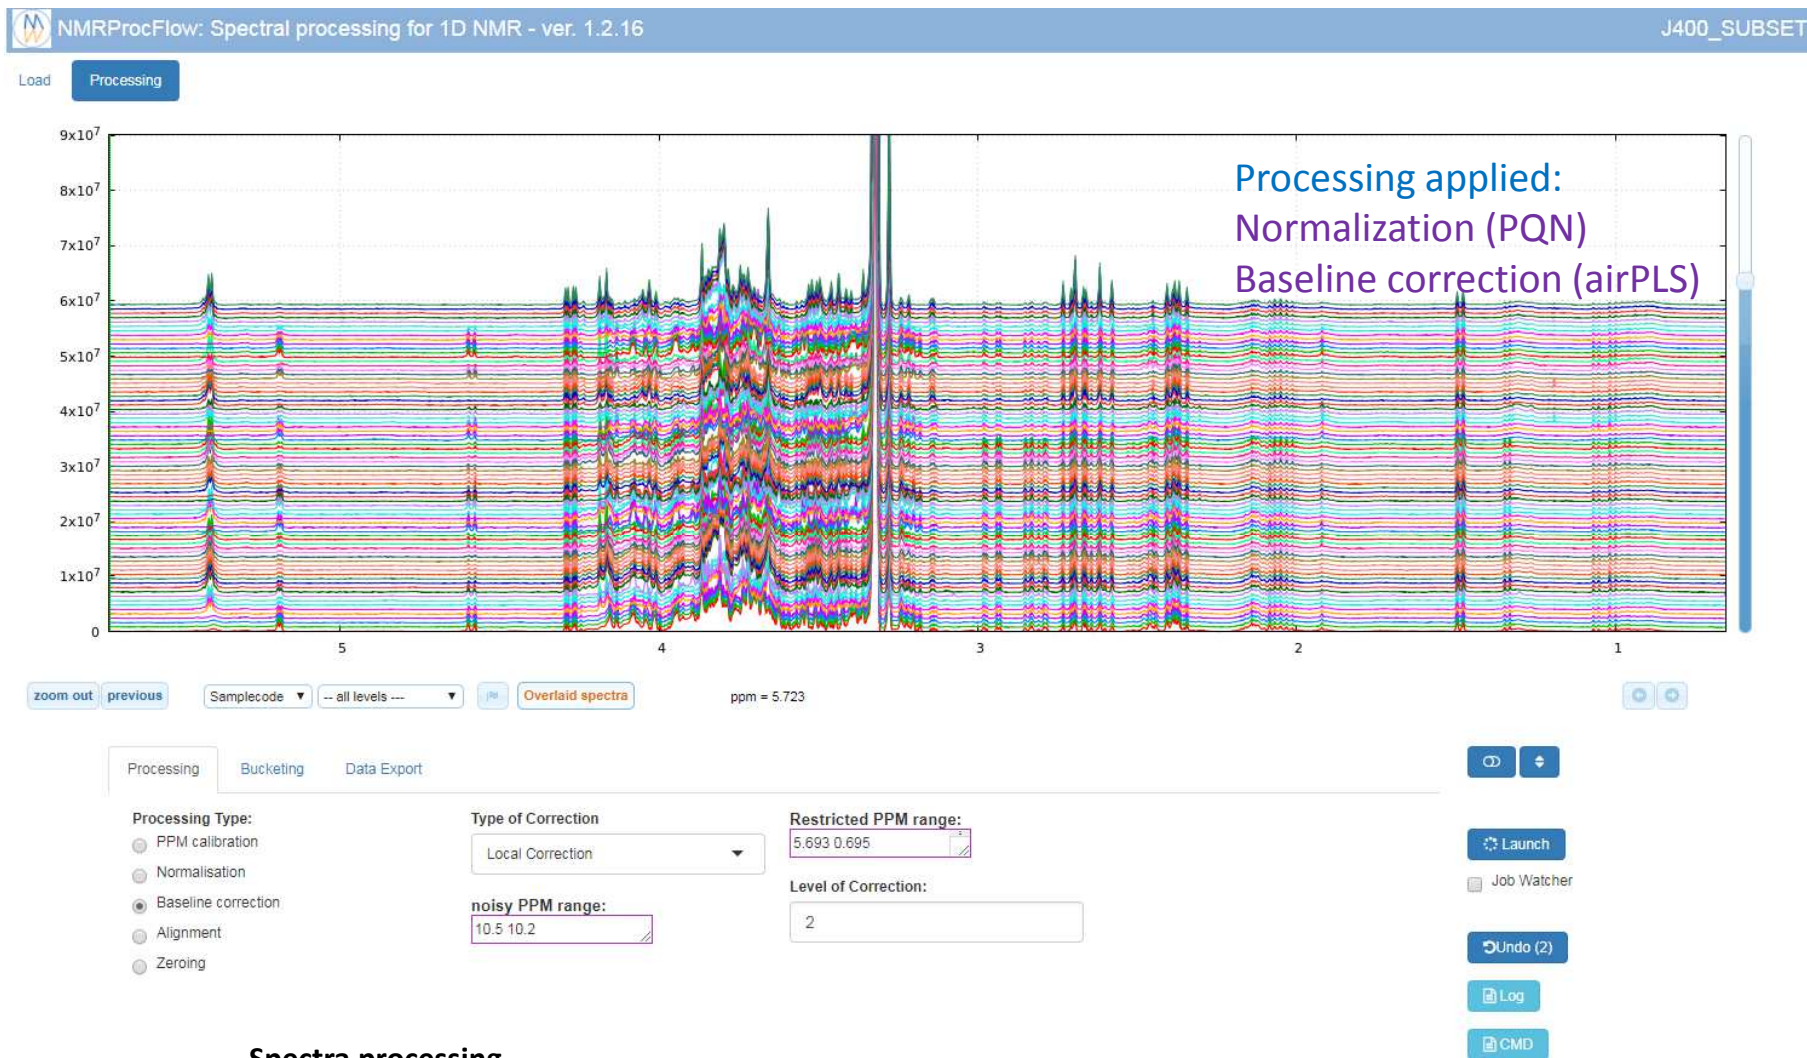 NMRProcFlow: Spectral processing for 1D NMR - ver. 1.2.16
J400_SUBSET
Load
Processing
9x10⁷
8x10⁷
7x10⁷
6x10⁷
5x10⁷
4x10⁷
3x10⁷
2x10⁷
1x10⁷
0
5
4
3
2
1
Processing applied:
Normalization (PQN)
Baseline correction (airPLS)
zoom out
previous
Samplecode
-- all levels ---
Overlaid spectra
ppm = 5.723
Processing
Bucketing
Data Export
Processing Type:
PPM calibration
Normalisation
Baseline correction
Alignment
Zeroing
Type of Correction
Local Correction
noisy PPM range:
10.5 10.2
Restricted PPM range:
5.693 0.695
Level of Correction:
2
Launch
Job Watcher
Undo (2)
Log
CMD
Spectra processing